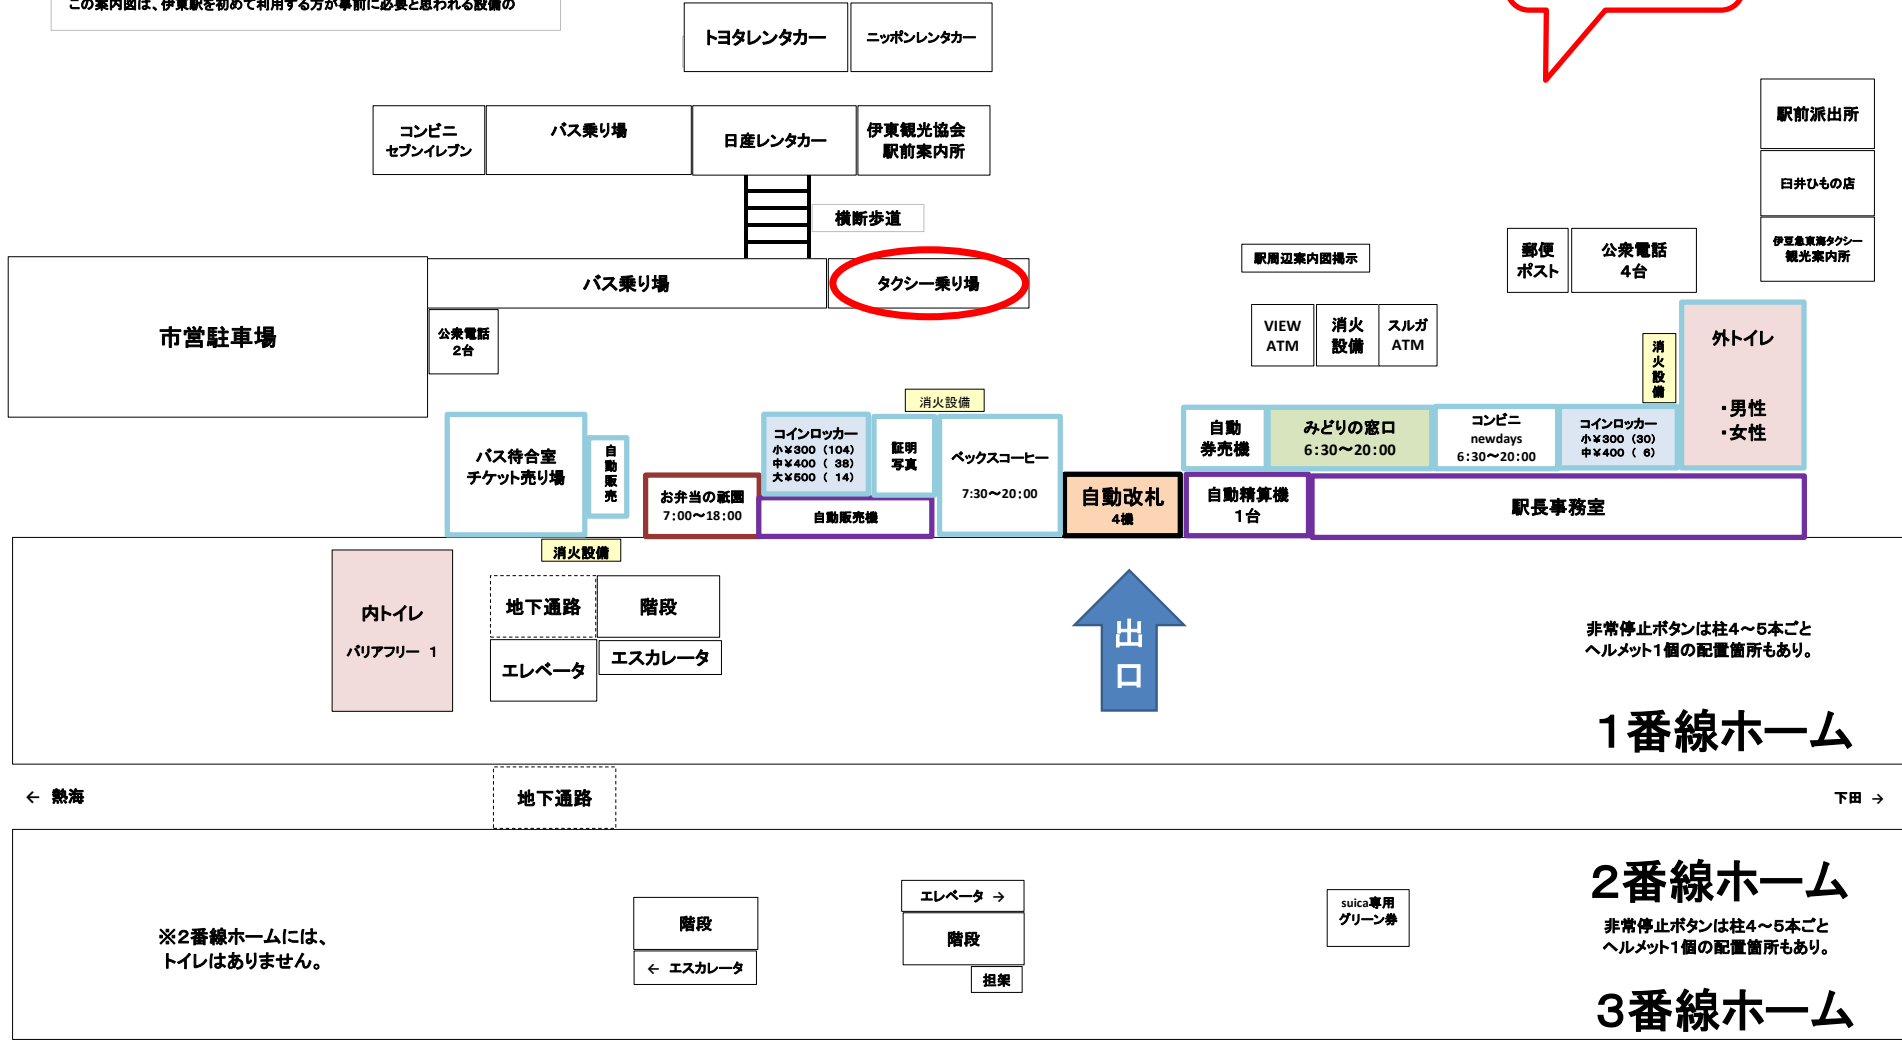 この案内図は、伊東駅を初めて利用する方が事前に必要と思われる設備の
トヨタレンタカー
ニッポンレンタカー
コンビニ
セブンイレブン
バス乗り場
日産レンタカー
伊東観光協会
駅前案内所
駅前派出所
臼井ひもの店
伊豆急東海タクシー
観光案内所
横断歩道
駅周辺案内図掲示
郵便
ポスト
公衆電話
4台
市営駐車場
バス乗り場
タクシー乗り場
公衆電話
2台
VIEW
ATM
消火
設備
スルガ
ATM
消火設備
外トイレ
・男性
・女性
バス待合室
チケット売り場
自動販売
お弁当の祇園
7:00～18:00
コインロッカー
小¥300 (104)
中¥400 ( 38)
大¥500 ( 14)
自動販売機
証明
写真
消火設備
ベックスコーヒー
7:30～20:00
自動改札
4機
自動
券売機
みどりの窓口
6:30～20:00
コンビニ
newdays
6:30～20:00
コインロッカー
小¥300 (30)
中¥400 ( 6)
自動精算機
1台
駅長事務室
消火設備
内トイレ
バリアフリー 1
地下通路
階段
エレベータ
エスカレータ
出口
非常停止ボタンは柱4～5本ごと
ヘルメット1個の配置箇所もあり。
1番線ホーム
← 熱海
地下通路
下田 →
※2番線ホームには、
トイレはありません。
階段
← エスカレータ
エレベータ →
階段
担架
suica専用
グリーン券
2番線ホーム
非常停止ボタンは柱4～5本ごと
ヘルメット1個の配置箇所もあり。
3番線ホーム